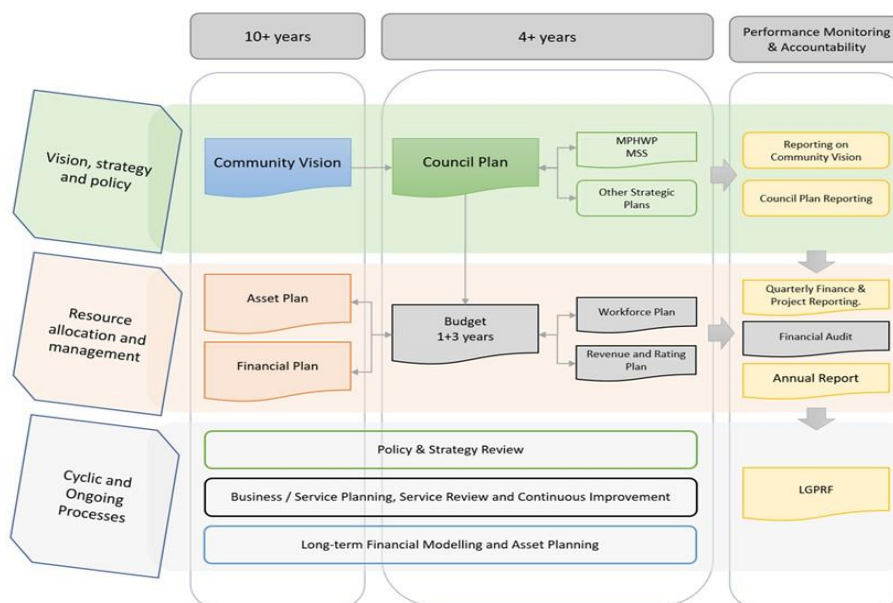 10+ years
4+ years
Performance Monitoring
& Accountability
Vision, strategy
and policy
Community Vision
Council Plan
MPHWP
MSS
Other Strategic
Plans
Reporting on
Community Vision
Council Plan Reporting
Resource
allocation and
management
Asset Plan
Financial Plan
Budget
1+3 years
Workforce Plan
Revenue and Rating
Plan
Quarterly Finance &
Project Reporting.
Financial Audit
Annual Report
Cyclic and
Ongoing
Processes
Policy & Strategy Review
Business / Service Planning, Service Review and Continuous Improvement
Long-term Financial Modelling and Asset Planning
LGPRF